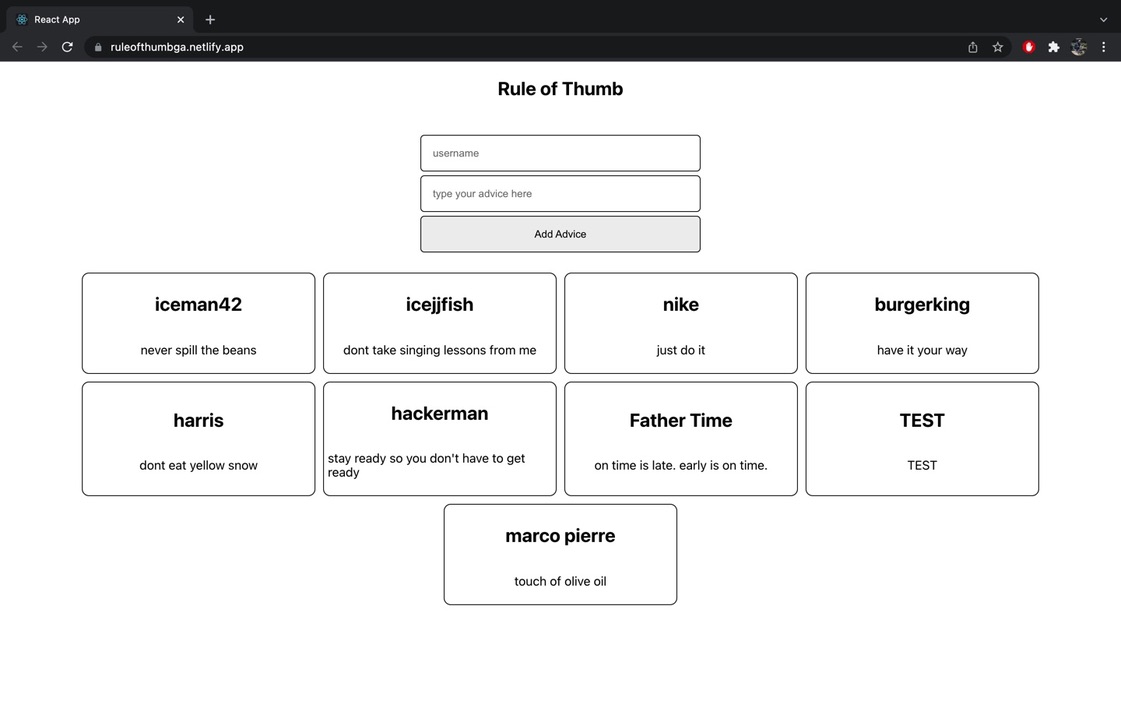 React App
ruleofthumbga.netlify.app
Rule of Thumb
username
type your advice here
Add Advice
iceman42
never spill the beans
icejjfish
dont take singing lessons from me
nike
just do it
burgerking
have it your way
harris
dont eat yellow snow
hackerman
stay ready so you don't have to get
ready
Father Time
on time is late. early is on time.
TEST
TEST
marco pierre
touch of olive oil